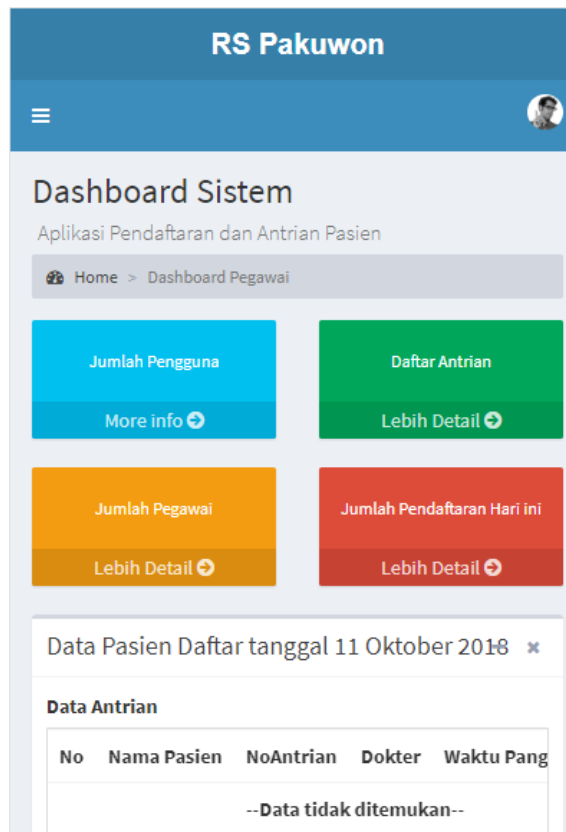 RS Pakuwon
Dashboard Sistem
Aplikasi Pendaftaran dan Antrian Pasien
Home > Dashboard Pegawai
Jumlah Pengguna
More info
Daftar Antrian
Lebih Detail
Jumlah Pegawai
Lebih Detail
Jumlah Pendaftaran Hari ini
Lebih Detail
Data Pasien Daftar tanggal 11 Oktober 2018
Data Antrian
No Nama Pasien NoAntrian Dokter Waktu Pang
--Data tidak ditemukan--